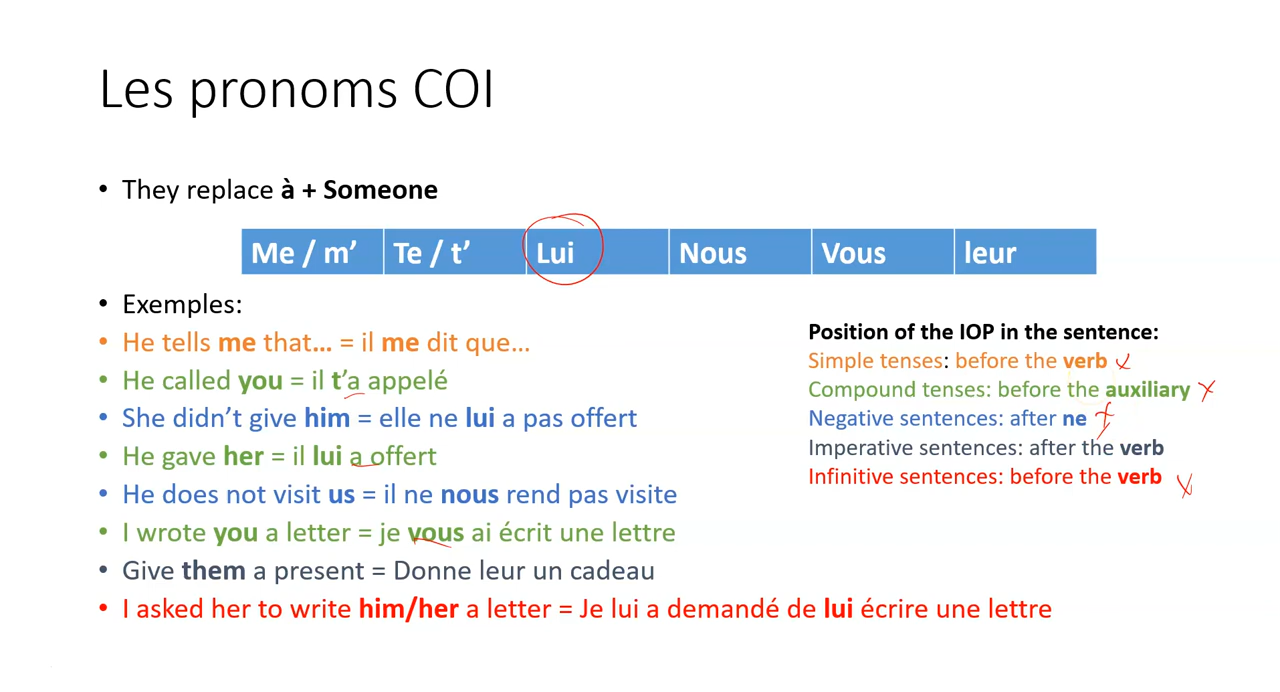 Les pronoms COI
• They replace à + Someone
Me / m’ Te / t’ Lui Nous Vous leur
• Exemples:
• He tells me that… = il me dit que…
• He called you = il t’a appelé
• She didn’t give him = elle ne lui a pas offert
• He gave her = il lui a offert
• He does not visit us = il ne nous rend pas visite
• I wrote you a letter = je vous ai écrit une lettre
• Give them a present = Donne leur un cadeau
• I asked her to write him/her a letter = Je lui a demandé de lui écrire une lettre
Position of the IOP in the sentence:
Simple tenses: before the verb
Compound tenses: before the auxiliary
Negative sentences: after ne
Imperative sentences: after the verb
Infinitive sentences: before the verb